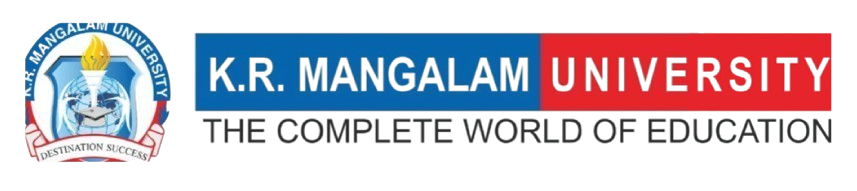 K.R. MANGALAM UNIVERSITY
DESTINATION SUCCESS
K.R. MANGALAM UNIVERSITY
THE COMPLETE WORLD OF EDUCATION